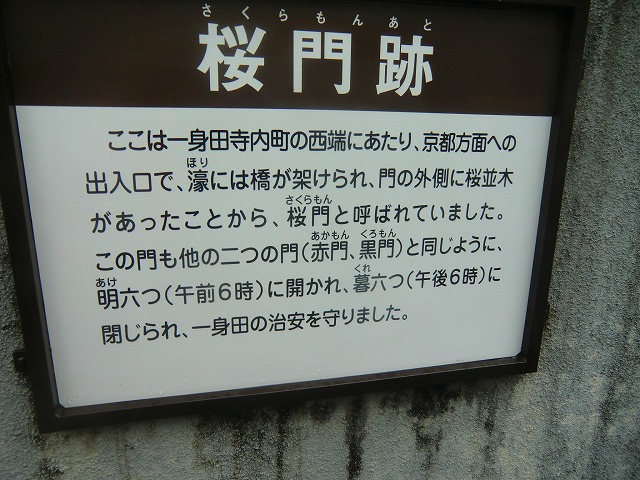 さくらもんあと
桜門跡
ここは一身田寺内町の西端にあたり、京都方面への
ほり
出入口で、濠には橋が架けられ、門の外側に桜並木
さくらもん
があったことから、桜門と呼ばれていました。
あかもん くろもん
この門も他の二つの門（赤門、黒門）と同じように、
あけ くれ
明六つ（午前6時）に開かれ、暮六つ（午後6時）に
閉じられ、一身田の治安を守りました。